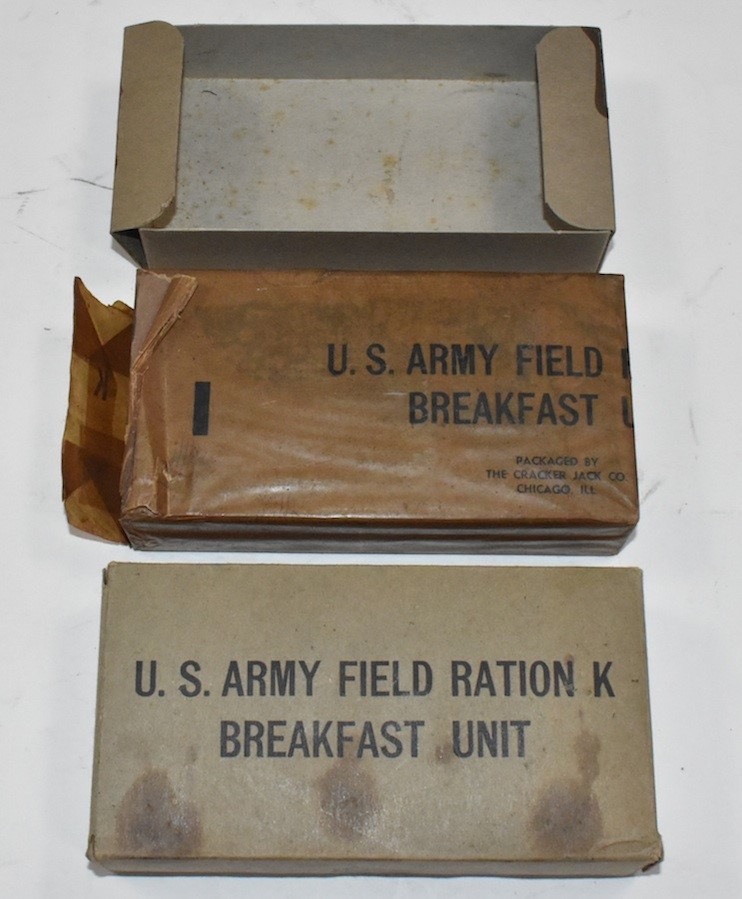 U. S. ARMY FIELD
BREAKFAST
PACKAGED BY
THE CRACKER JACK CO.
CHICAGO, ILL
U. S. ARMY FIELD RATION K
BREAKFAST UNIT